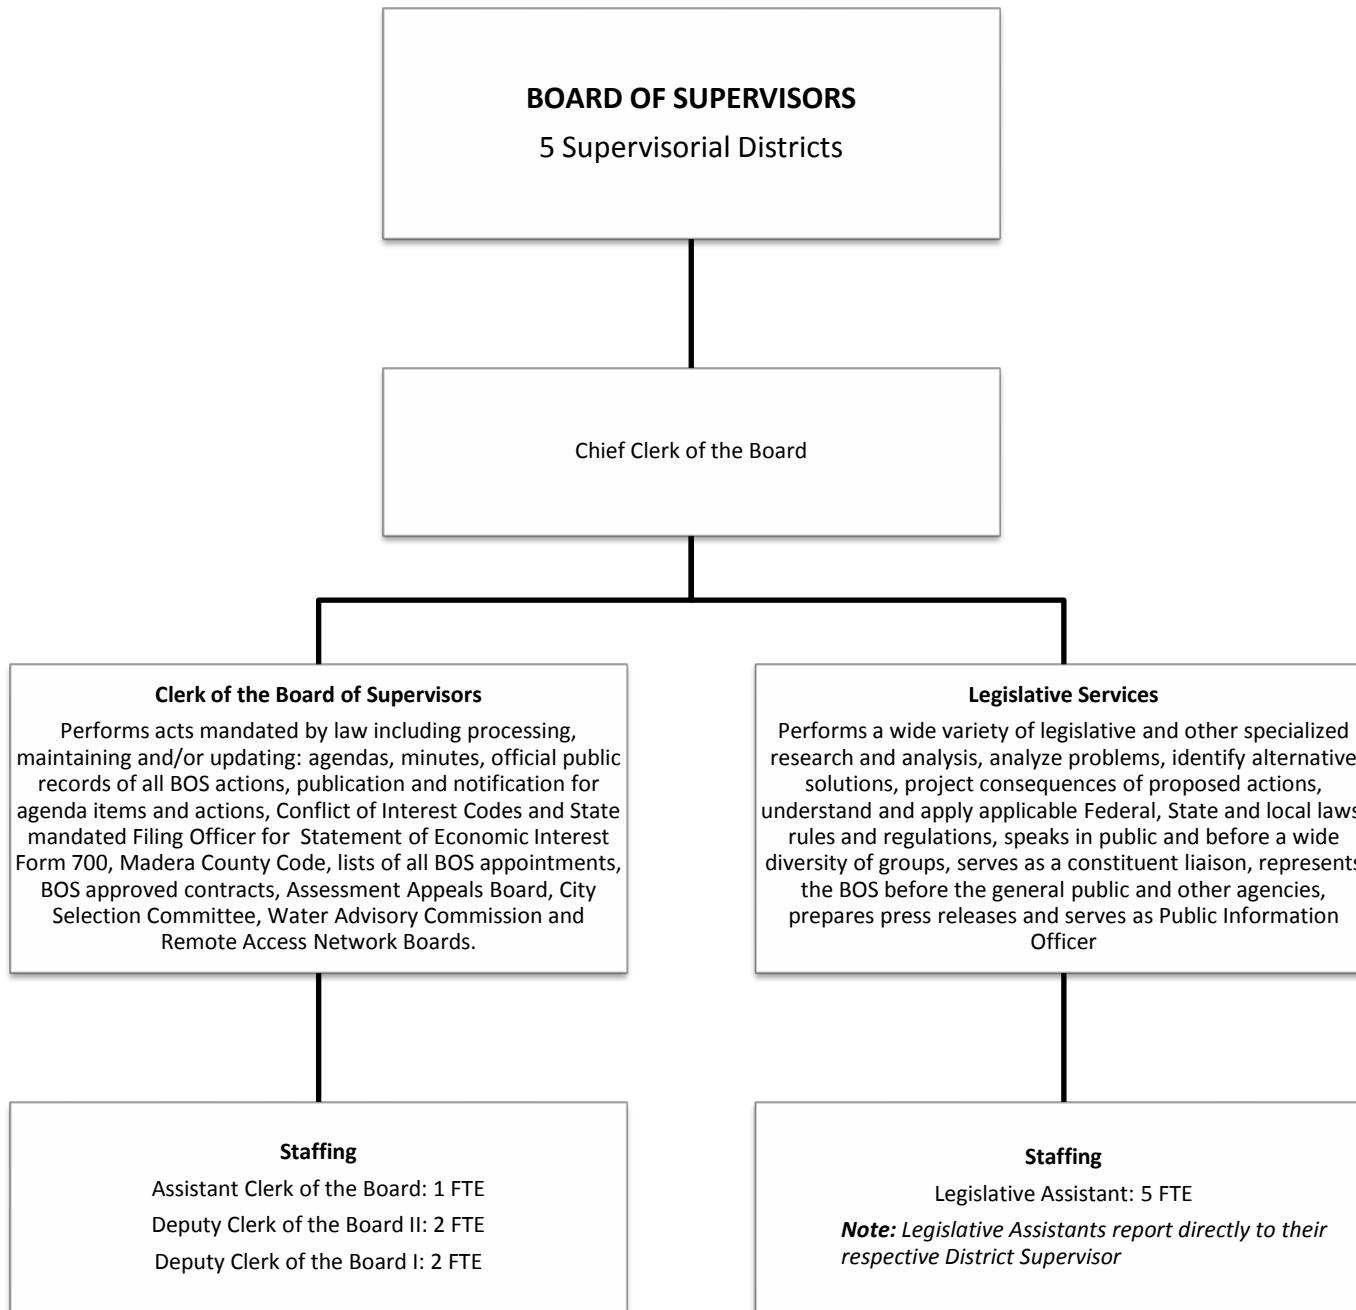 BOARD OF SUPERVISORS
5 Supervisorial Districts
Chief Clerk of the Board
Clerk of the Board of Supervisors
Performs acts mandated by law including processing,
maintaining and/or updating: agendas, minutes, official public
records of all BOS actions, publication and notification for
agenda items and actions, Conflict of Interest Codes and State
mandated Filing Officer for  Statement of Economic Interest
Form 700, Madera County Code, lists of all BOS appointments,
BOS approved contracts, Assessment Appeals Board, City
Selection Committee, Water Advisory Commission and
Remote Access Network Boards.
Legislative Services
Performs a wide variety of legislative and other specialized
research and analysis, analyze problems, identify alternative
solutions, project consequences of proposed actions,
understand and apply applicable Federal, State and local laws
rules and regulations, speaks in public and before a wide
diversity of groups, serves as a constituent liaison, represents
the BOS before the general public and other agencies,
prepares press releases and serves as Public Information
Officer
Staffing
Assistant Clerk of the Board: 1 FTE
Deputy Clerk of the Board II: 2 FTE
Deputy Clerk of the Board I: 2 FTE
Staffing
Legislative Assistant: 5 FTE
Note: Legislative Assistants report directly to their
respective District Supervisor